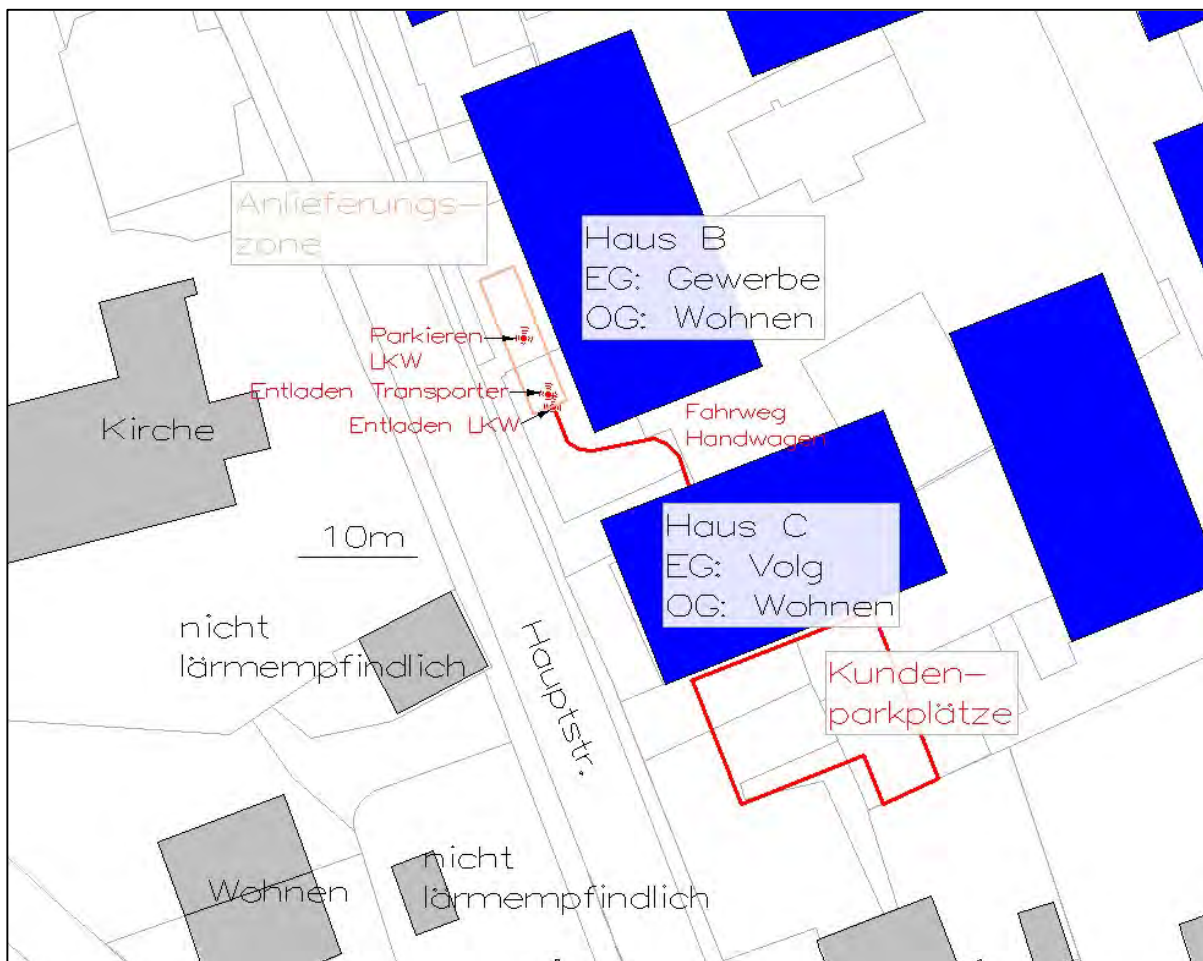 Anlieferungs-
zone
Haus B
EG: Gewerbe
OG: Wohnen
Parkieren
LKW
Entladen Transporter
Entladen LKW
Fahrweg
Handwagen
Kirche
10m
Haus C
EG: Volg
OG: Wohnen
nicht
lärmempfindlich
Hauptstr.
Kunden-
parkplätze
nicht
lärmempfindlich
Wohnen